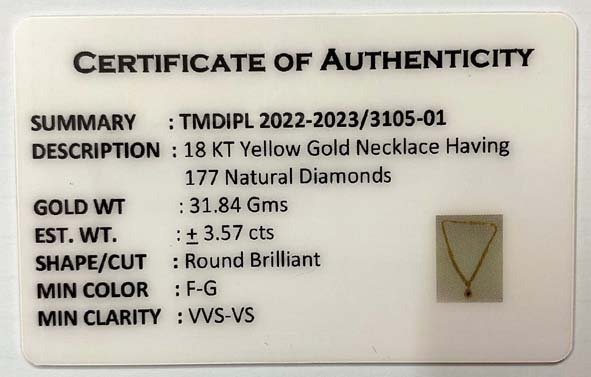 CERTIFICATE OF AUTHENTICITY
SUMMARY : TMDIPL 2022-2023/3105-01
DESCRIPTION : 18 KT Yellow Gold Necklace Having
177 Natural Diamonds
GOLD WT : 31.84 Gms
EST. WT. : ± 3.57 cts
SHAPE/CUT : Round Brilliant
MIN COLOR : F-G
MIN CLARITY : VVS-VS